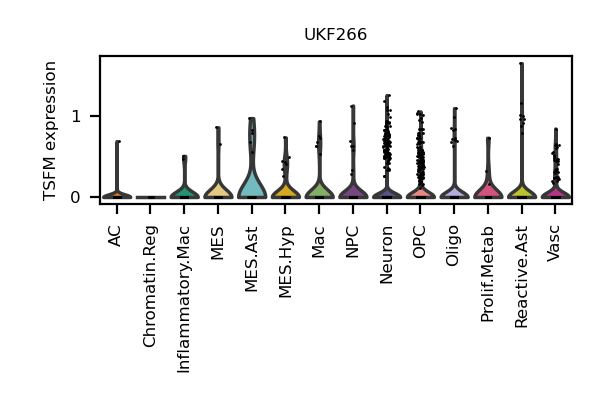 UKF266
TSFM expression
1
0
AC
Chromatin.Reg
Inflammatory.Mac
MES
MES.Ast
MES.Hyp
Mac
NPC
Neuron
OPC
Oligo
Prolif.Metab
Reactive.Ast
Vasc